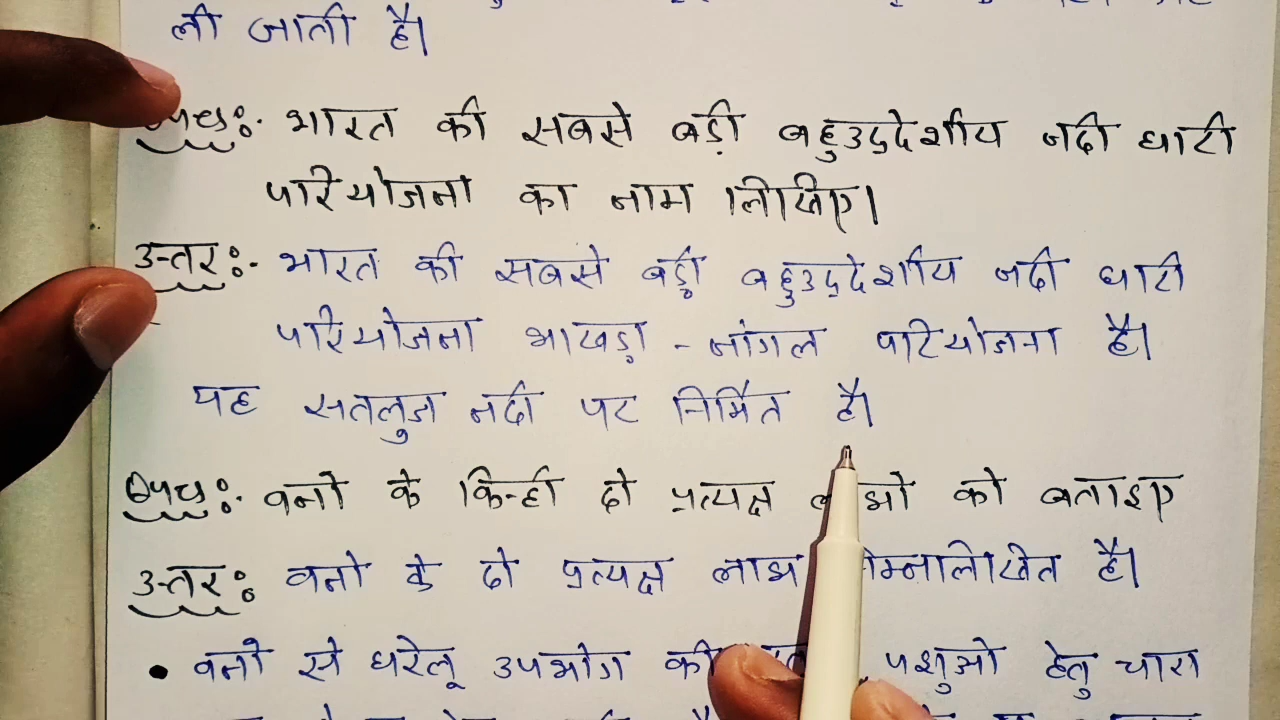 ली जाती है।
भारत की सबसे बड़ी बहुउद्देशीय नदी घाटी
परियोजना का नाम लिखिए।
उत्तर:- भारत की सबसे बड़ी बहुउद्देशीय नदी घाटी
परियोजना भाखड़ा - नांगल परियोजना है।
यह सतलुज नदी पर निर्मित है।
वनो के किन्ही दो प्रत्यक्ष को बताइए
उत्तर: वनो के दो प्रत्यक्ष लाभ है।
• वनो से घरेलू उपभोग की पशुओ हेतु चारा